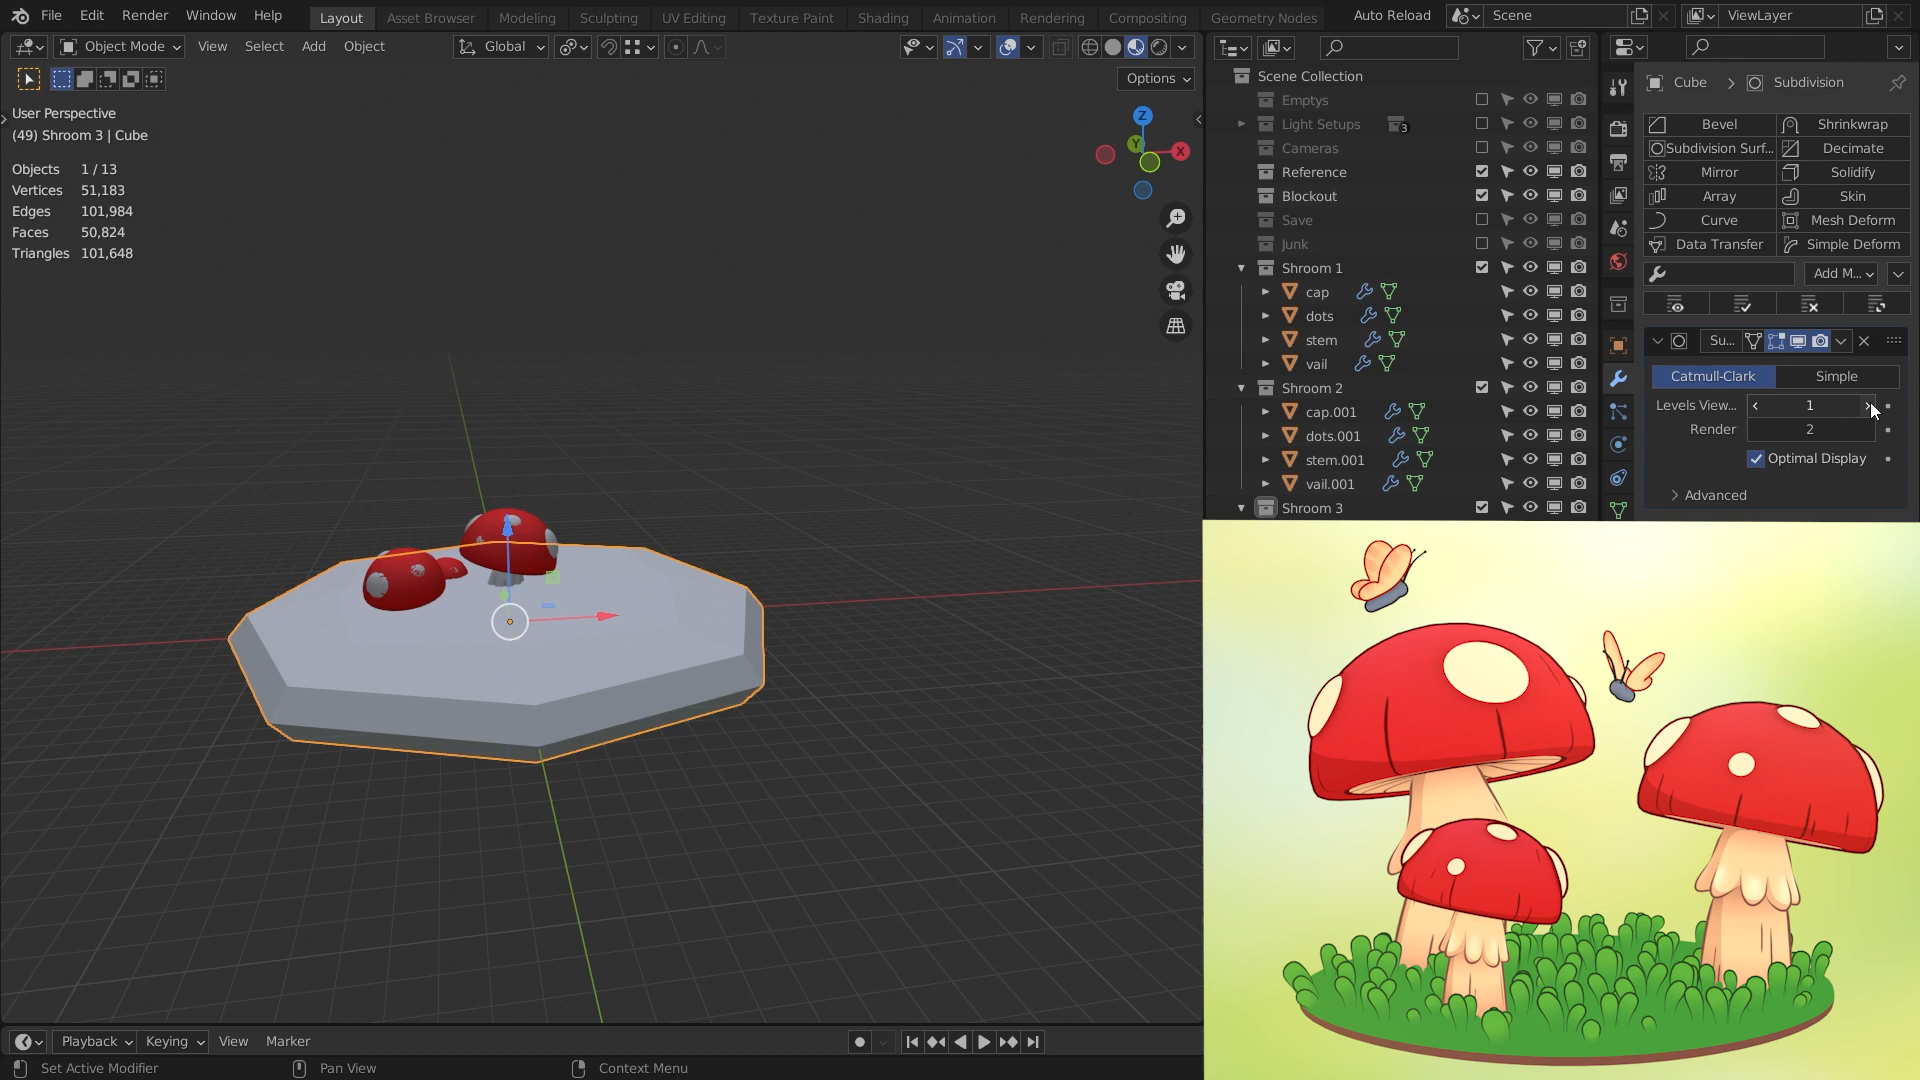 File Edit Render Window Help Layout Asset Browser Modeling Sculpting UV Editing Texture Paint Shading Animation Rendering Compositing Geometry Nodes Auto Reload Scene ViewLayer
Object Mode View Select Add Object Global
Options
User Perspective
(49) Shroom 3 | Cube
Objects 1 / 13
Vertices 51,183
Edges 101,984
Faces 50,824
Triangles 101,648
Z
Y
X
Scene Collection
Emptys
Light Setups 3
Cameras
Reference
Blockout
Save
Junk
Shroom 1
cap
dots
stem
vail
Shroom 2
cap.001
dots.001
stem.001
vail.001
Shroom 3
Cube > Subdivision
Bevel Shrinkwrap
Subdivision Surf... Decimate
Mirror Solidify
Array Skin
Curve Mesh Deform
Data Transfer Simple Deform
Add M...
Su...
Catmull-Clark Simple
Levels View... 1
Render 2
Optimal Display
Advanced
Playback Keying View Marker
Set Active Modifier Pan View Context Menu